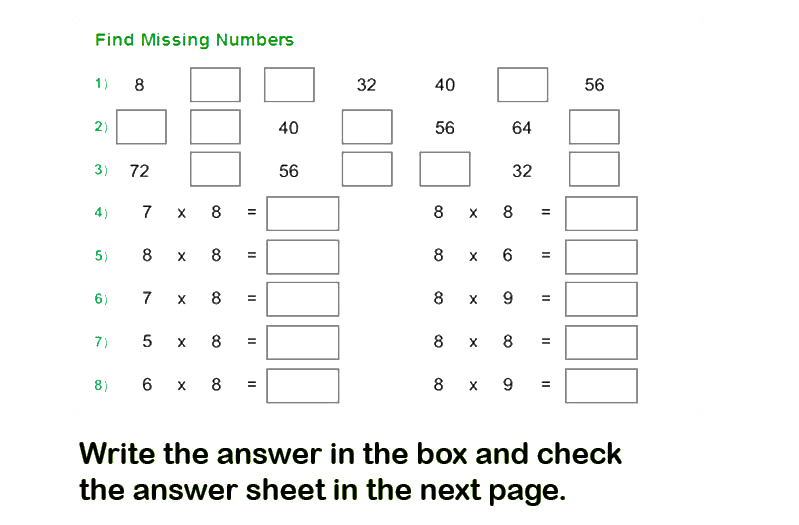 Find Missing Numbers
1) 8 32 40 56
2) 40 56 64
3) 72 56 32
4) 7 x 8 = 8 x 8 =
5) 8 x 8 = 8 x 6 =
6) 7 x 8 = 8 x 9 =
7) 5 x 8 = 8 x 8 =
8) 6 x 8 = 8 x 9 =
Write the answer in the box and check
the answer sheet in the next page.